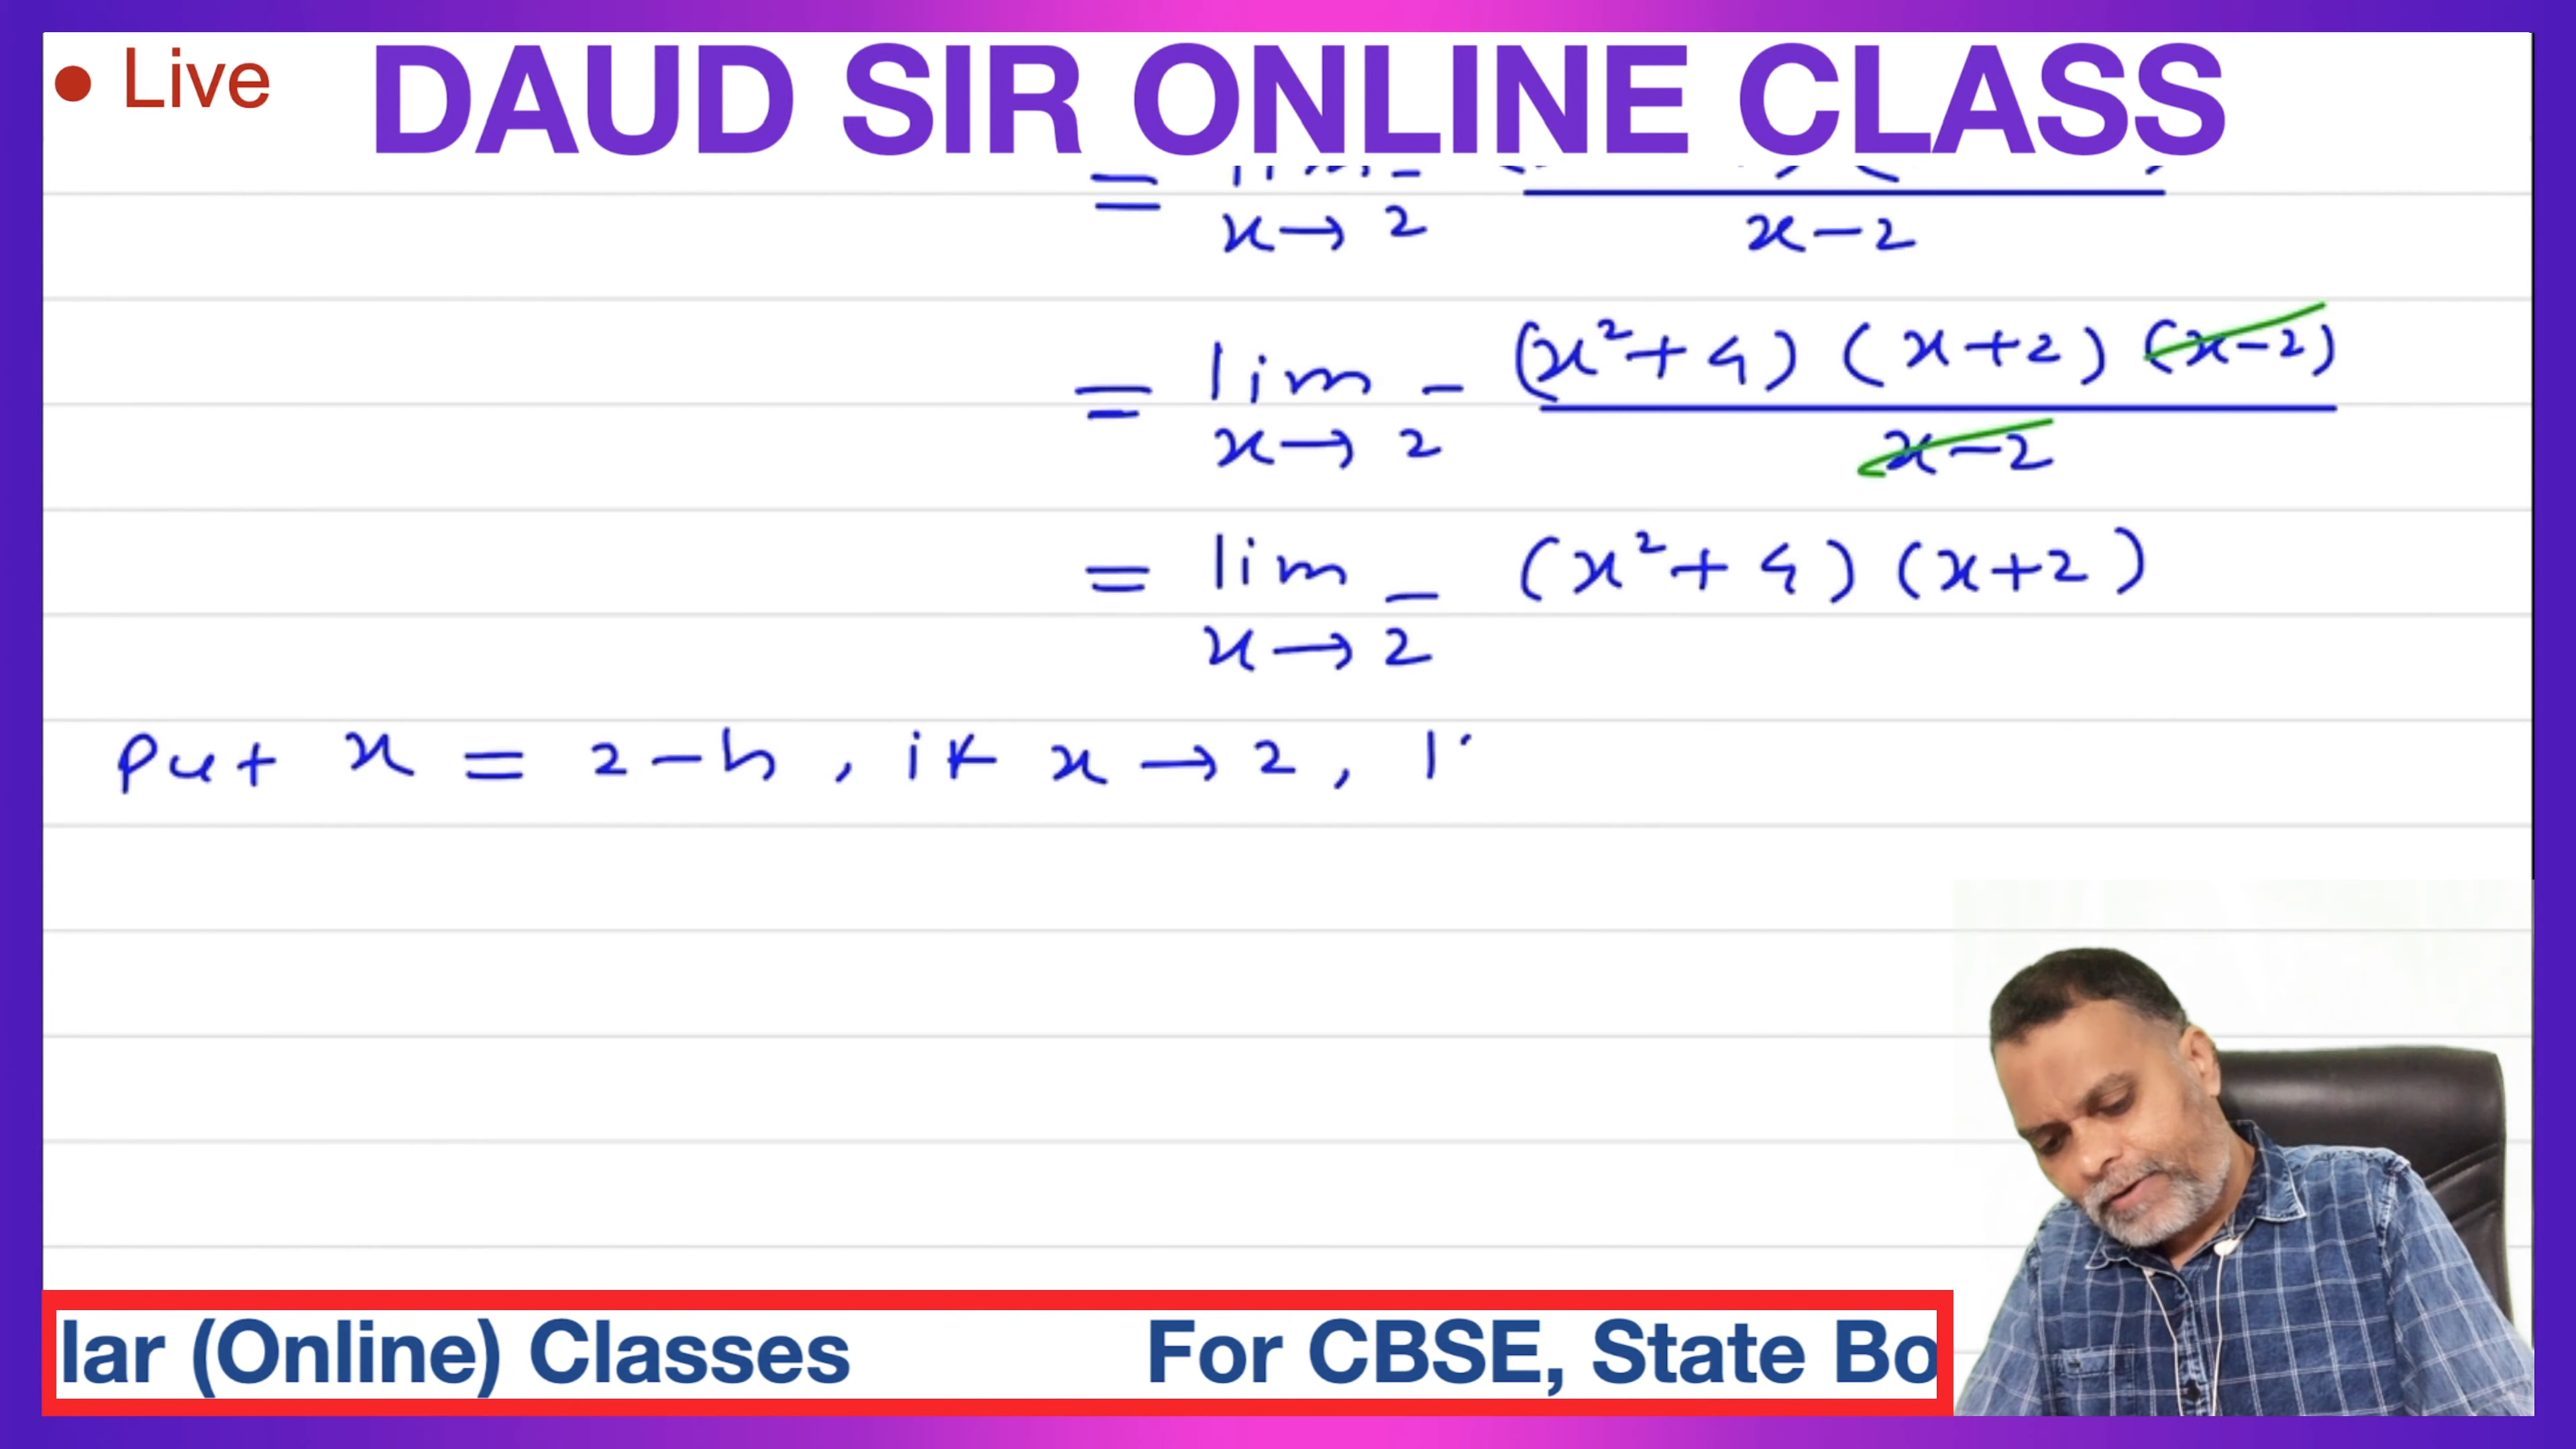 • Live DAUD SIR ONLINE CLASS
= lim
x→2 x-2
= lim - (x²+4) (x+2) (x-2)
x→2 x-2
= lim - (x²+4) (x+2)
x→2
Put x = 2-h, if x→2,
lar (Online) Classes For CBSE, State Bo